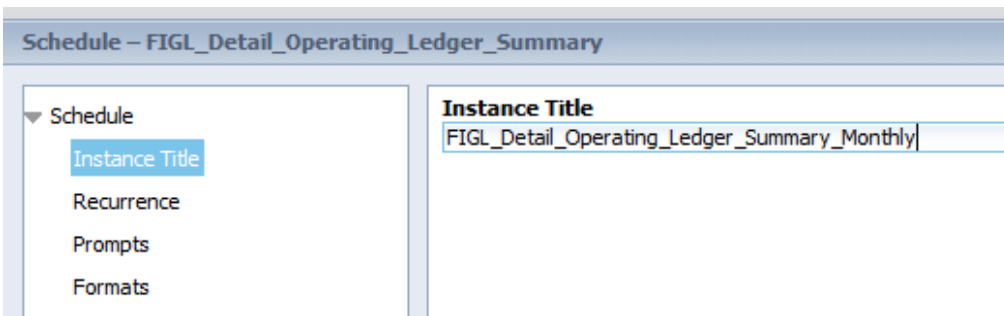 Schedule – FIGL_Detail_Operating_Ledger_Summary
Schedule
Instance Title
Recurrence
Prompts
Formats
Instance Title
FIGL_Detail_Operating_Ledger_Summary_Monthly